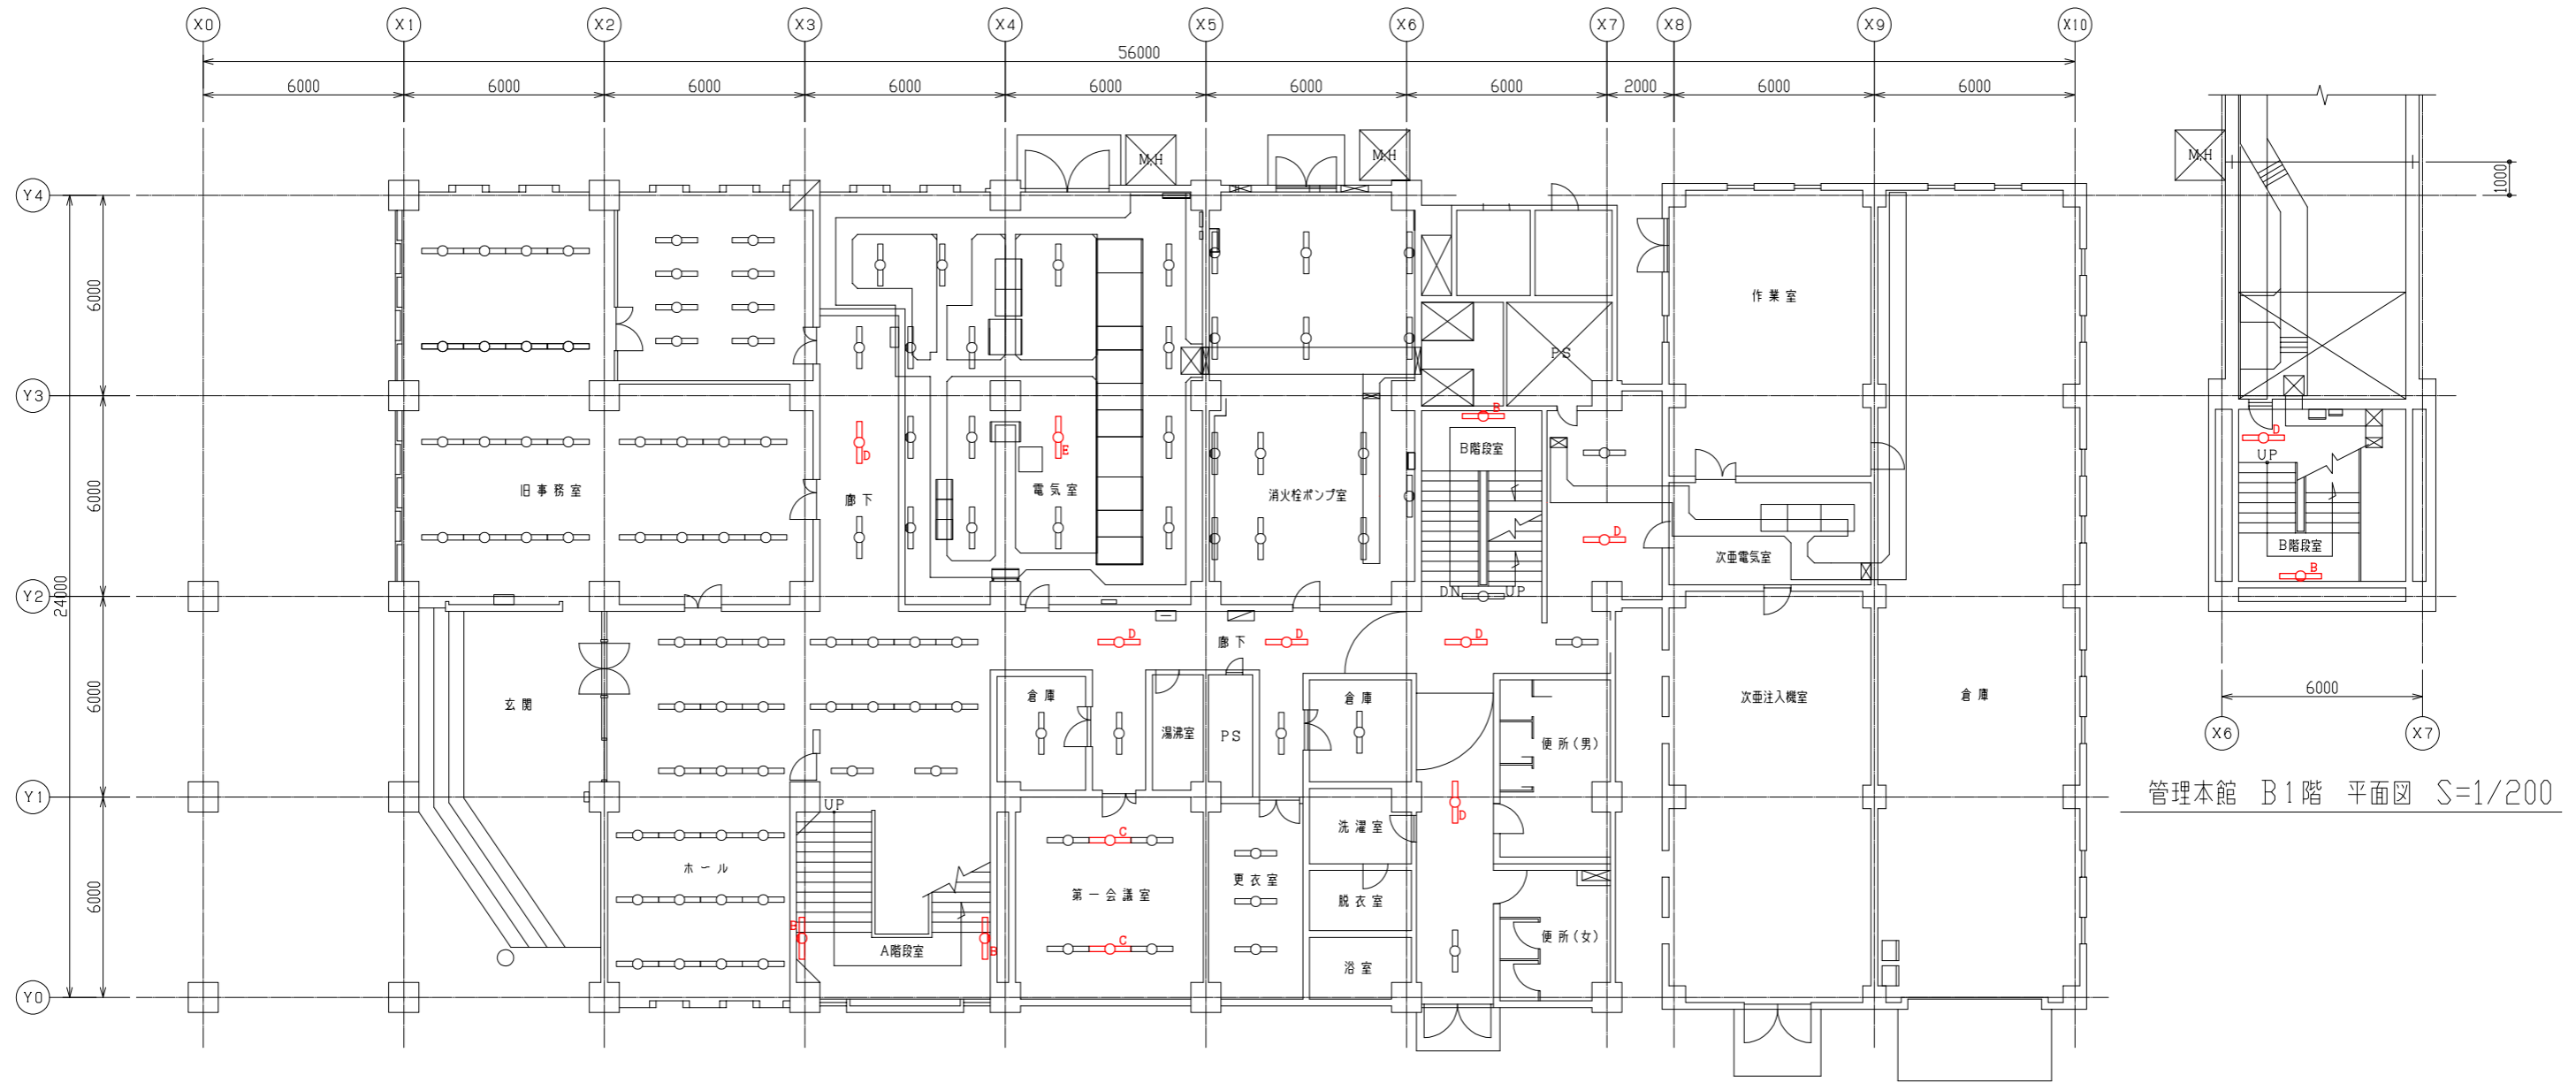 X0 X1 X2 X3 X4 X5 X6 X7 X8 X9 X10
56000
6000 6000 6000 6000 6000 6000 6000 2000 6000 6000
M.H M.H M.H
Y4
1000
6000
作業室
PS
Y3
B
D
D E D
B階段室
UP
旧事務室 廊下 電気室 消火栓ポンプ室
6000
D
次亜電気室
B階段室
B
Y2
24000
DN UP
D D D
廊下
倉庫 倉庫
玄関 湯沸室 PS 次亜注入機室 倉庫
6000
6000
便所(男)
X6 X7
Y1
管理本館 B1階 平面図 S=1/200
UP
D
C
洗濯室
ホール
更衣室
第一会議室
脱衣室
6000
B
B
C
A階段室
便所(女)
浴室
Y0